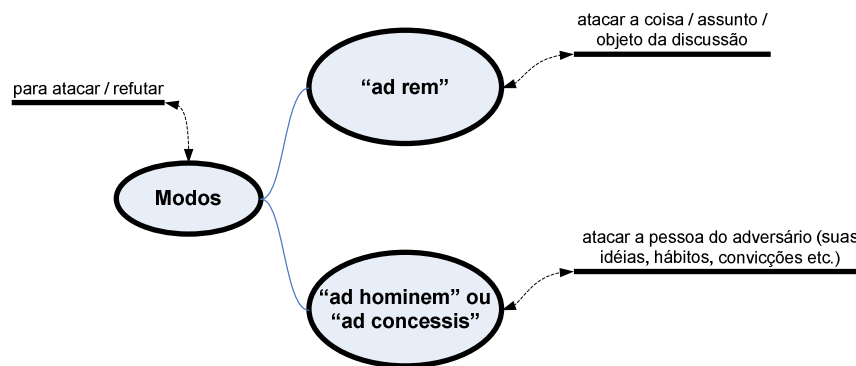 atacar a coisa / assunto /
objeto da discussão
“ad rem”
para atacar / refutar
Modos
atacar a pessoa do adversário (suas
idéias, hábitos, convicções etc.)
“ad hominem” ou
“ad concessis”